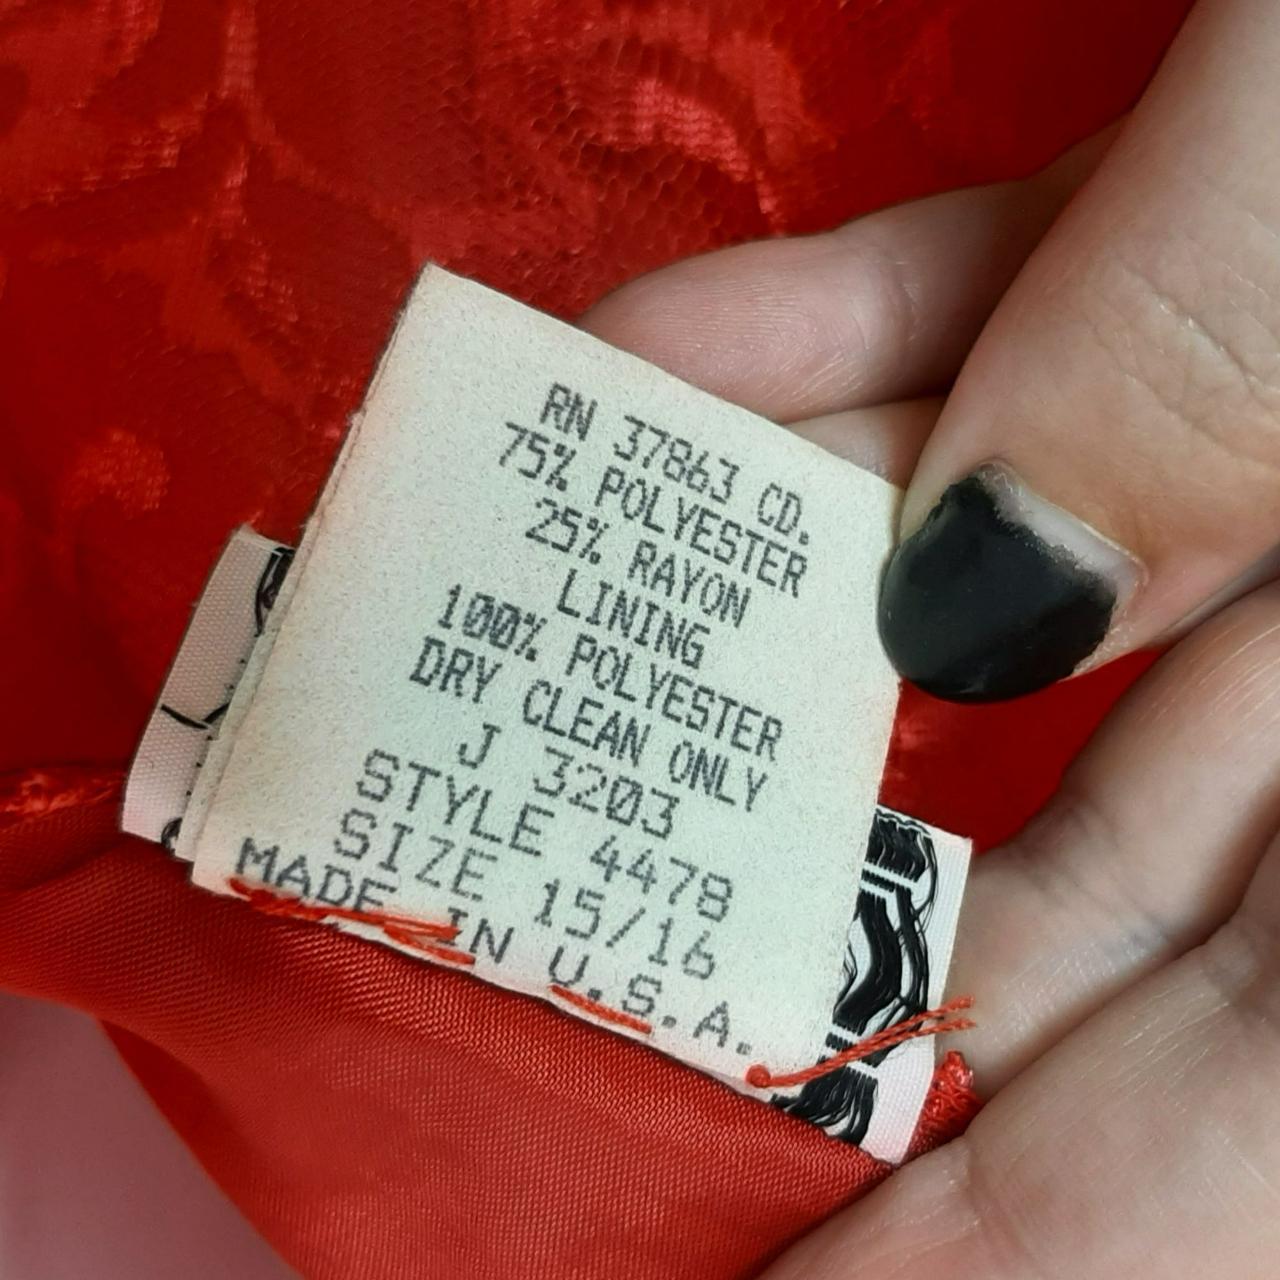 RN 37863 CD.
75% POLYESTER
25% RAYON
LINING
100% POLYESTER
DRY CLEAN ONLY
J 3203
STYLE 4478
SIZE 15/16
MADE IN U.S.A.